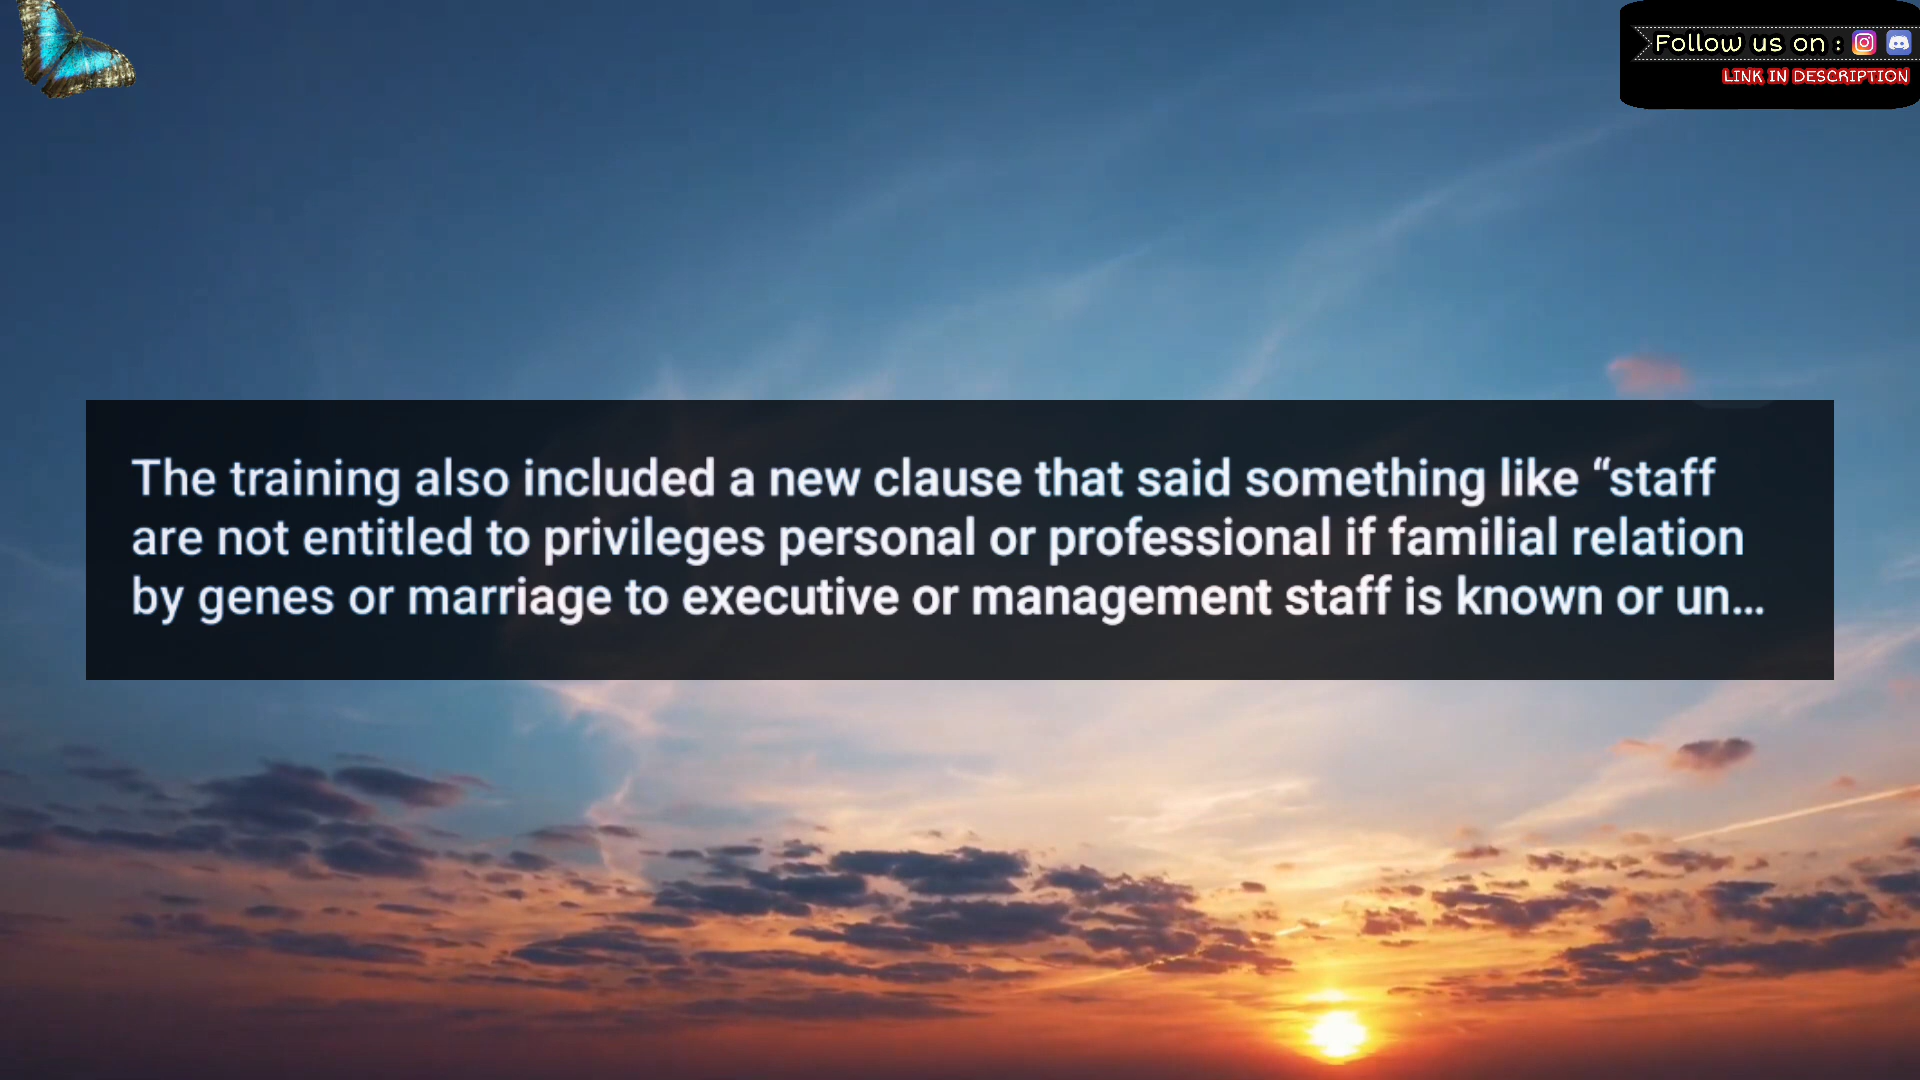 Follow us on :
LINK IN DESCRIPTION
The training also included a new clause that said something like “staff
are not entitled to privileges personal or professional if familial relation
by genes or marriage to executive or management staff is known or un...